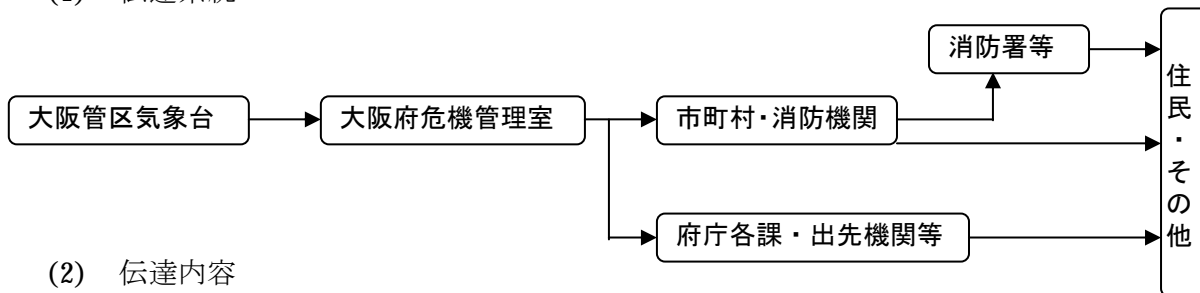 (1) 伝達系統
消防署等
大阪管区気象台
大阪府危機管理室
市町村・消防機関
住民・その他
府庁各課・出先機関等
(2) 伝達内容